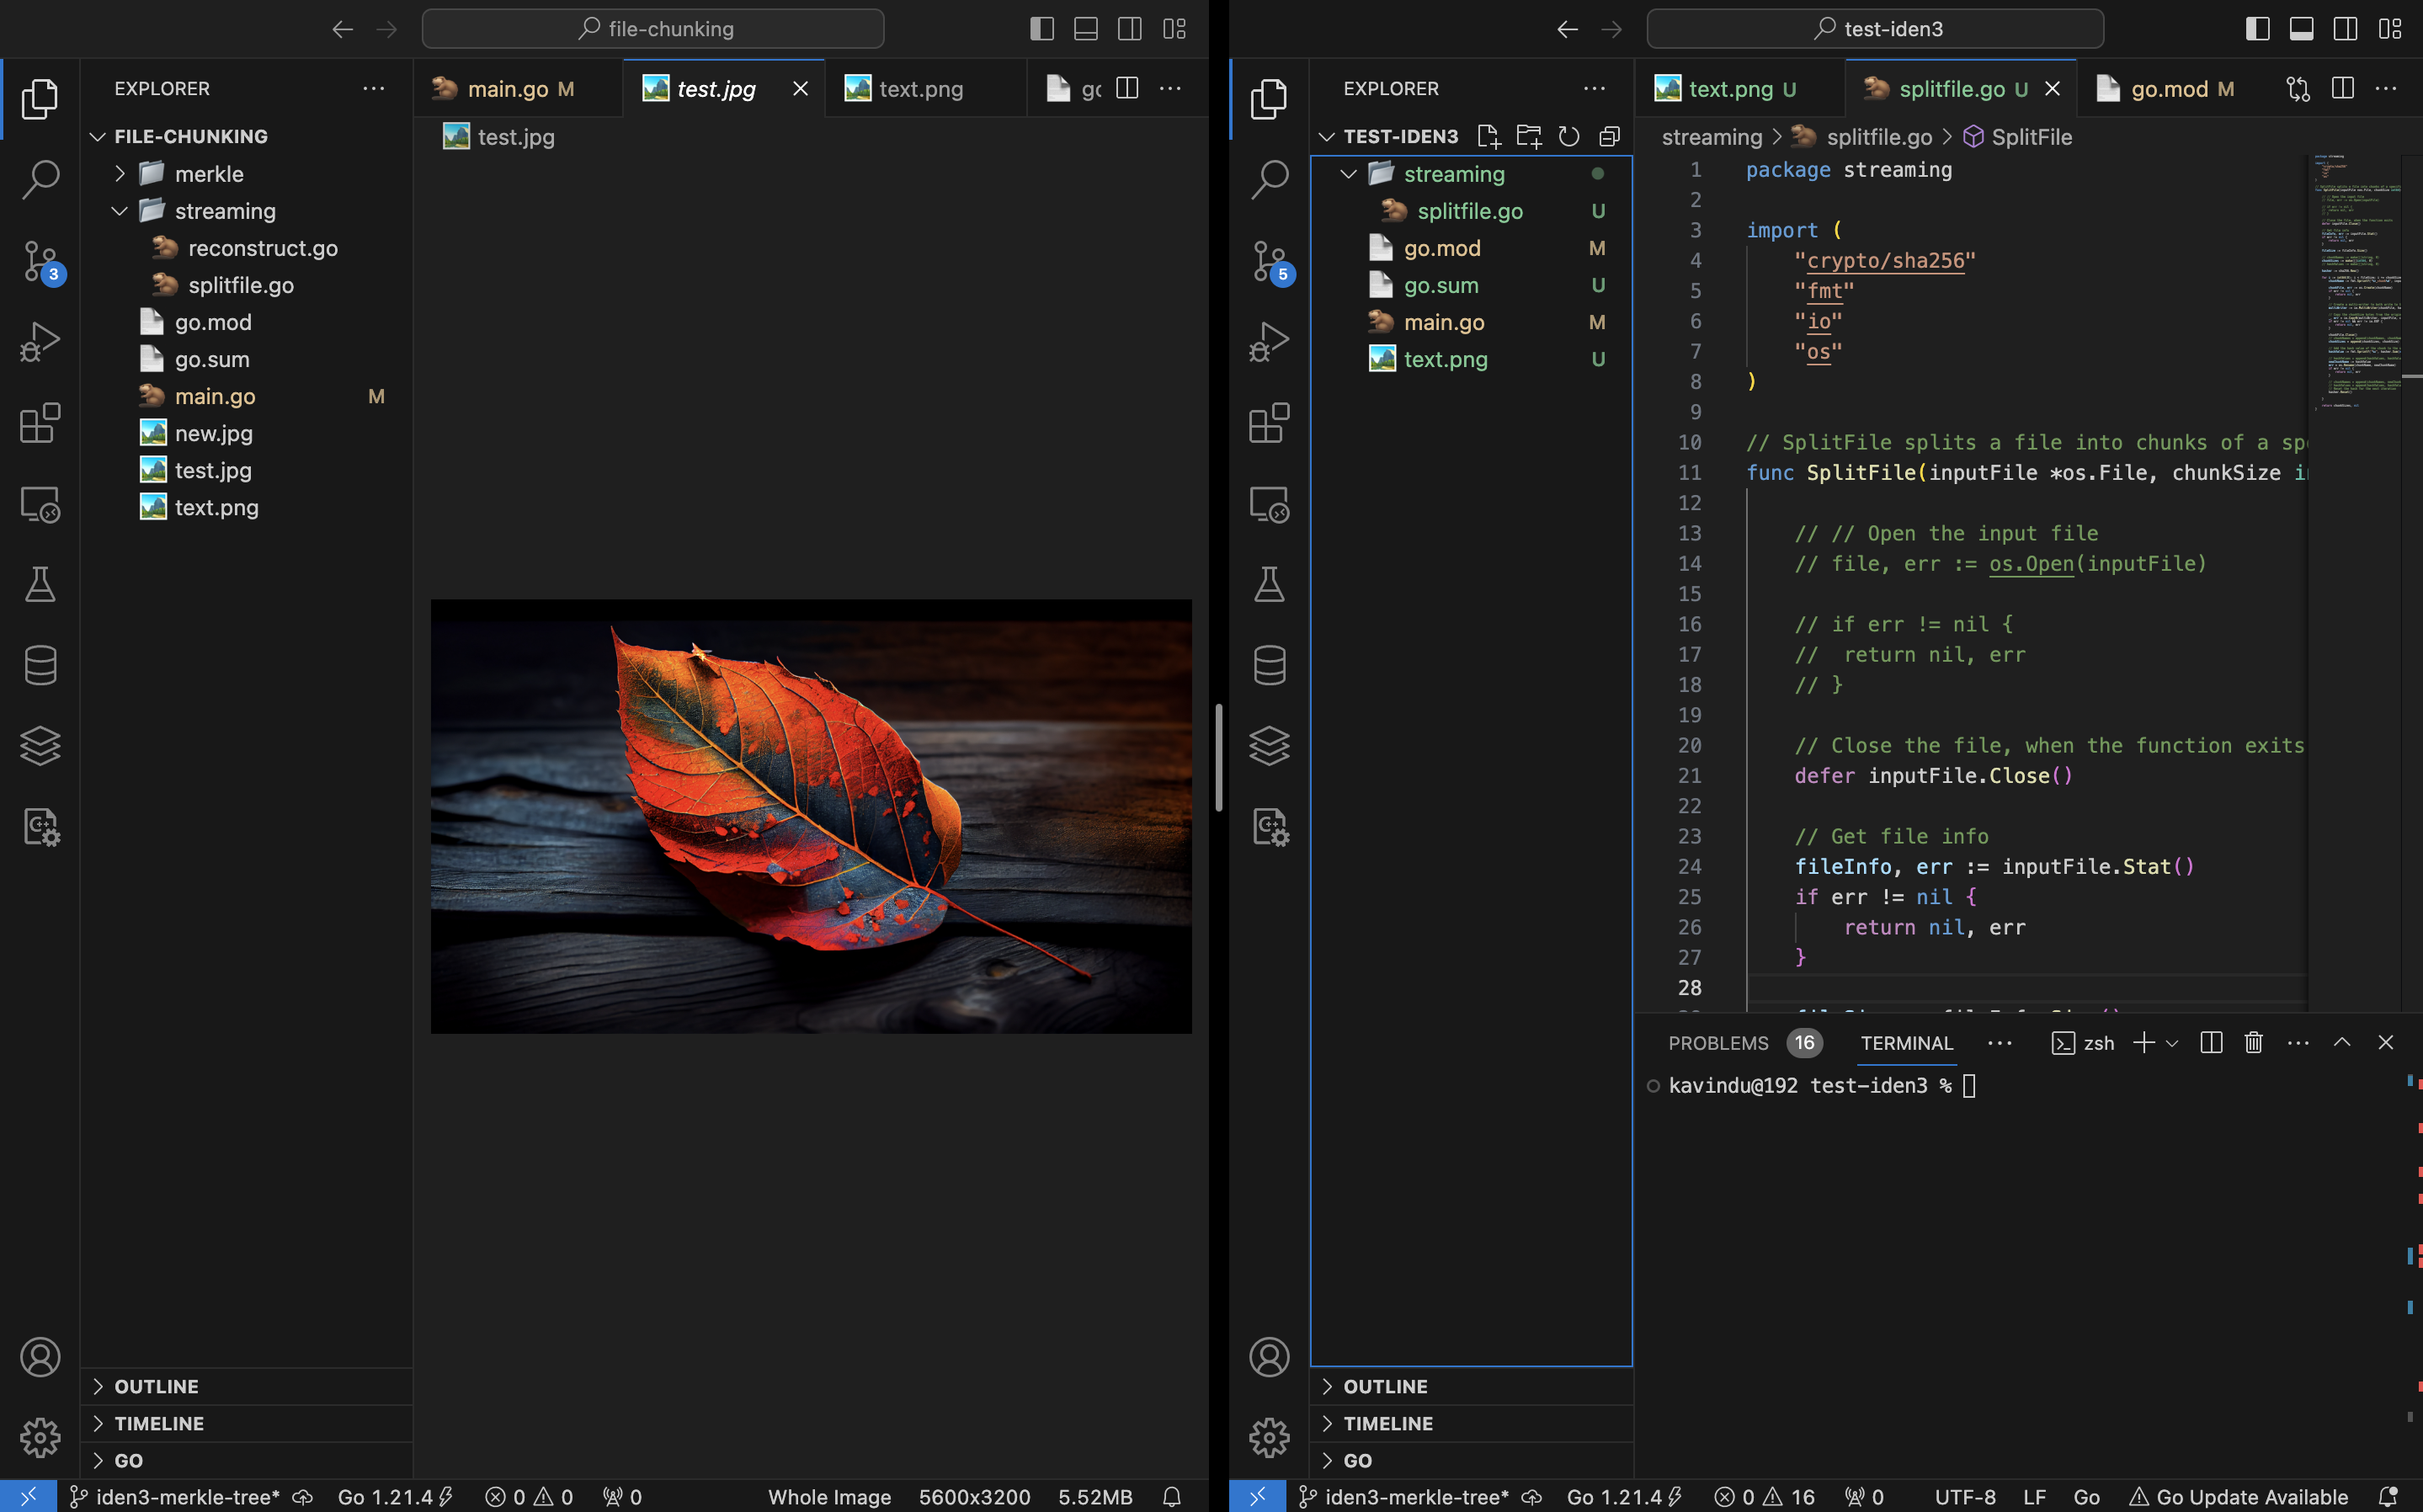 file-chunking
EXPLORER
FILE-CHUNKING
merkle
streaming
reconstruct.go
splitfile.go
go.mod
go.sum
main.go M
new.jpg
test.jpg
text.png
3
OUTLINE
TIMELINE
GO
main.go M
test.jpg
text.png
test.jpg
iden3-merkle-tree* Go 1.21.4 0 0 0 Whole Image 5600x3200 5.52MB
test-iden3
EXPLORER
TEST-IDEN3
streaming
splitfile.go U
go.mod M
go.sum U
main.go M
text.png U
5
OUTLINE
TIMELINE
GO
text.png U
splitfile.go U
go.mod M
streaming > splitfile.go > SplitFile
1 package streaming
2
3 import (
4 "crypto/sha256"
5 "fmt"
6 "io"
7 "os"
8 )
9
10 // SplitFile splits a file into chunks of a
11 func SplitFile(inputFile *os.File, chunkSize
12
13 // // Open the input file
14 // file, err := os.Open(inputFile)
15
16 // if err != nil {
17 // return nil, err
18 // }
19
20 // Close the file, when the function exits
21 defer inputFile.Close()
22
23 // Get file info
24 fileInfo, err := inputFile.Stat()
25 if err != nil {
26 return nil, err
27 }
28
PROBLEMS 16 TERMINAL zsh
kavindu@192 test-iden3 %
iden3-merkle-tree* Go 1.21.4 0 16 0 UTF-8 LF Go Go Update Available